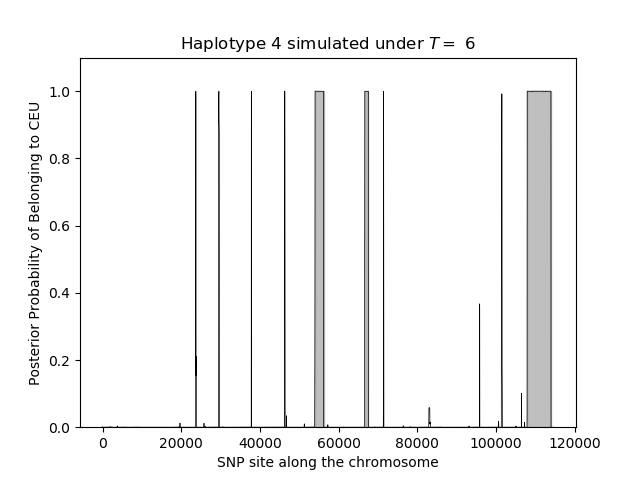 Haplotype 4 simulated under T = 6
Posterior Probability of Belonging to CEU
1.0
0.8
0.6
0.4
0.2
0.0
0 20000 40000 60000 80000 100000 120000
SNP site along the chromosome